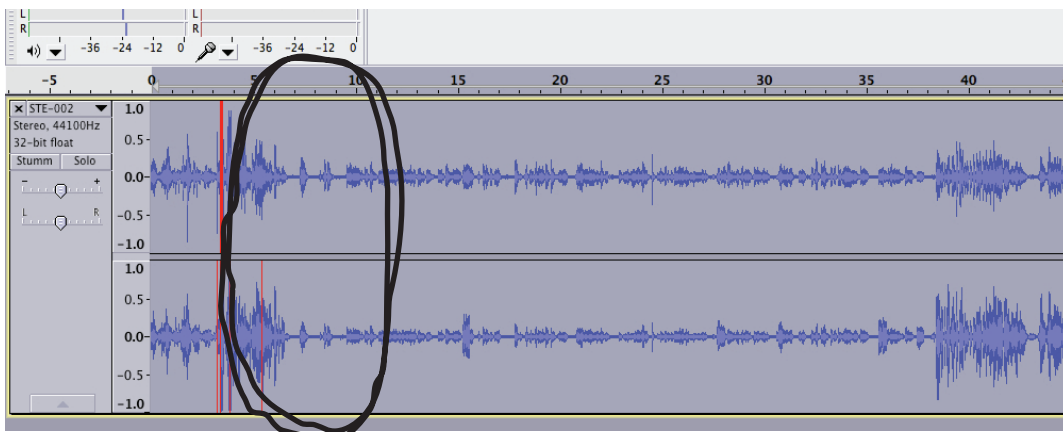 L
R
-36 -24 -12 0
L
R
-36 -24 -12 0
-5 0 5 10 15 20 25 30 35 40
× STE-002
Stereo, 44100Hz
32-bit float
Stumm Solo
- +
L R
1.0
0.5-
0.0-
-0.5-
-1.0
1.0
0.5-
0.0-
-0.5-
-1.0